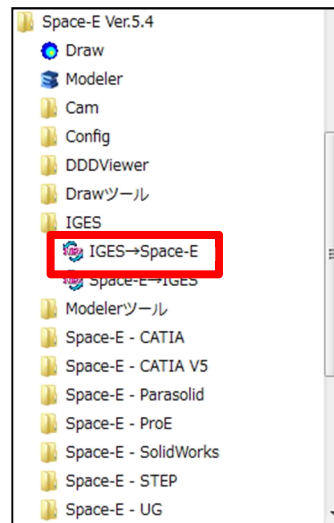 Space-E Ver.5.4
Draw
Modeler
Cam
Config
DDDViewer
Drawツール
IGES
IGES→Space-E
Space-E→IGES
Modelerツール
Space-E - CATIA
Space-E - CATIA V5
Space-E - Parasolid
Space-E - ProE
Space-E - SolidWorks
Space-E - STEP
Space-E - UG